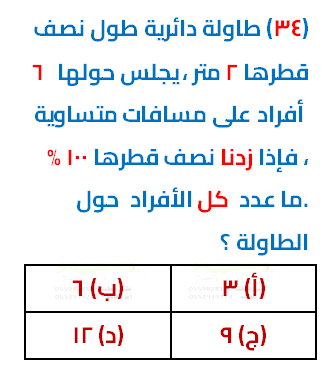 (٣٤) طاولة دائرية طول نصف
قطرها ٢ متر ، يجلس حولها ٦
أفراد على مسافات متساوية
، فإذا زدنا نصف قطرها ١٠٠ %
.ما عدد كل الأفراد حول
الطاولة ؟
(أ) ٣ (ب) ٦
(ج) ٩ (د) ١٢